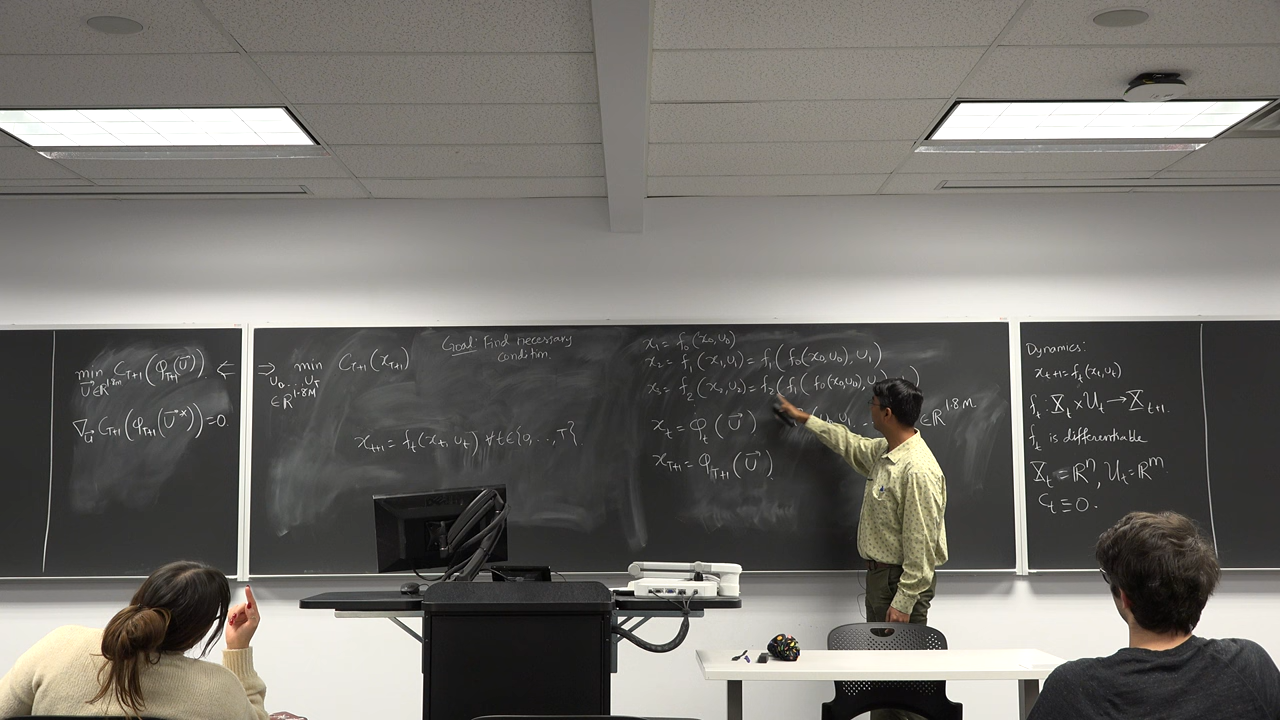 min C_{T+1}(φ_{T+1}(U⃗)) ⇐
U⃗∈ℝ^{1.8m}
∇_{U⃗} C_{T+1}(φ_{T+1}(U⃗*))=0.
Goal: Find necessary
condition.
⇒ min C_{T+1}(x_{T+1})
U_0...U_T
∈ℝ^{1.8M}
x_{t+1} = f_t(x_t, u_t) ∀t∈{0,...,T}.
x_1 = f_0(x_0, u_0)
x_2 = f_1(x_1, u_1) = f_1(f_0(x_0,u_0), u_1)
x_3 = f_2(x_2, u_2) = f_2(f_1(f_0(x_0,u_0),
x_t = φ_t(U⃗) ∈ℝ^{1.8M}
x_{T+1} = φ_{T+1}(U⃗)
Dynamics:
x_{t+1} = f_t(x_t, u_t)
f_t: X_t × U_t → X_{t+1}.
f_t is differentiable
X_t = ℝ^n, U_t = ℝ^m.
C_t ≡ 0.